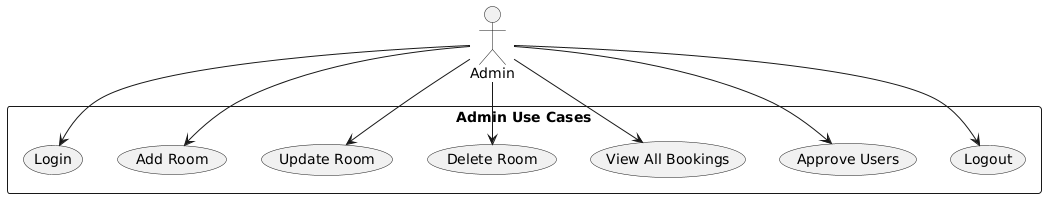 Admin
Admin Use Cases
Login
Add Room
Update Room
Delete Room
View All Bookings
Approve Users
Logout